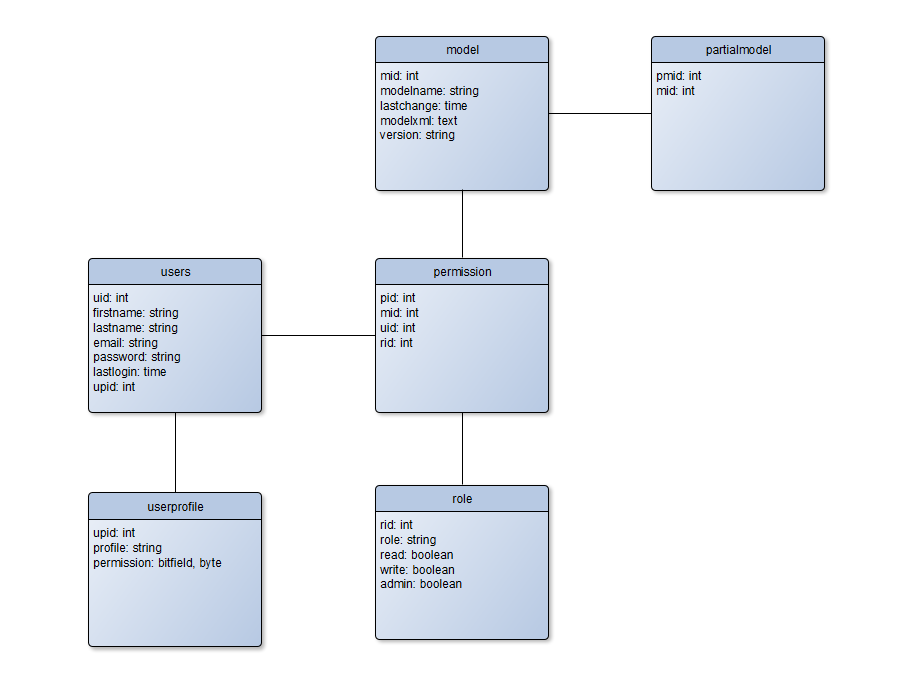 model
mid: int
modelname: string
lastchange: time
modelxml: text
version: string
partialmodel
pmid: int
mid: int
users
uid: int
firstname: string
lastname: string
email: string
password: string
lastlogin: time
upid: int
permission
pid: int
mid: int
uid: int
rid: int
userprofile
upid: int
profile: string
permission: bitfield, byte
role
rid: int
role: string
read: boolean
write: boolean
admin: boolean